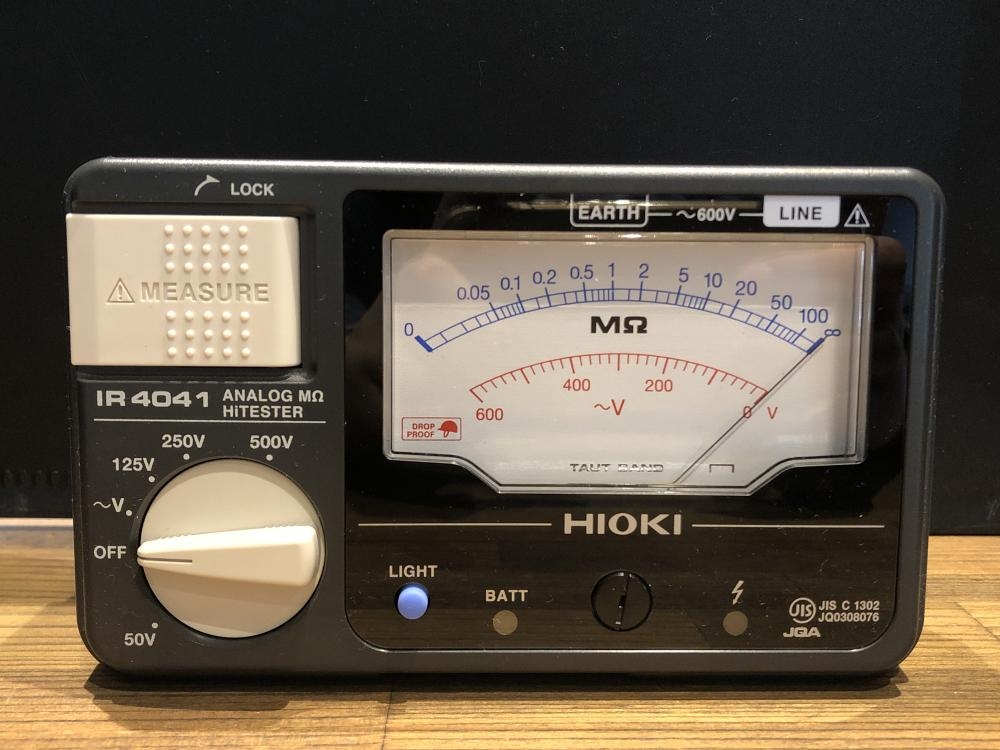 LOCK
EARTH ~600V LINE
MEASURE
0 0.05 0.1 0.2 0.5 1 2 5 10 20 50 100 ∞
MΩ
600 400 200 0 V
~V
DROP
PROOF
TAUT BAND
IR 4041 ANALOG MΩ
HiTESTER
250V 500V
125V
~V
OFF
50V
HIOKI
LIGHT
BATT
JIS
JIS C 1302
JQ0308076
JQA